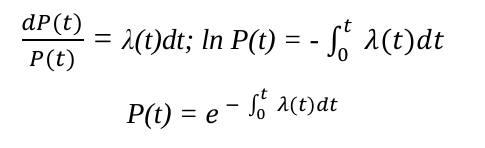 dP(t)/P(t) = λ(t)dt; ln P(t) = - ∫₀ᵗ λ(t)dt
P(t) = e^{- ∫₀ᵗ λ(t)dt}